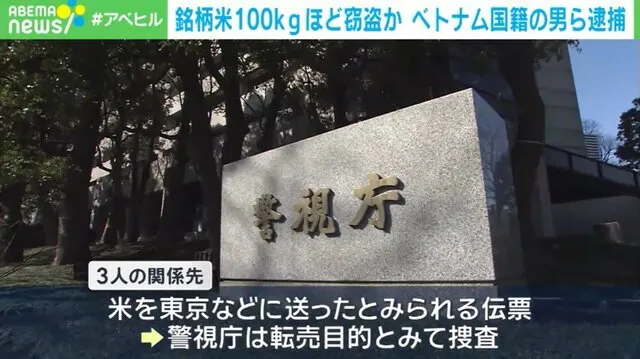 ABEMA
news/
#アベヒル
銘柄米100kgほど窃盗か ベトナム国籍の男ら逮捕
警視庁
3人の関係先
米を東京などに送ったとみられる伝票
➡警視庁は転売目的とみて捜査